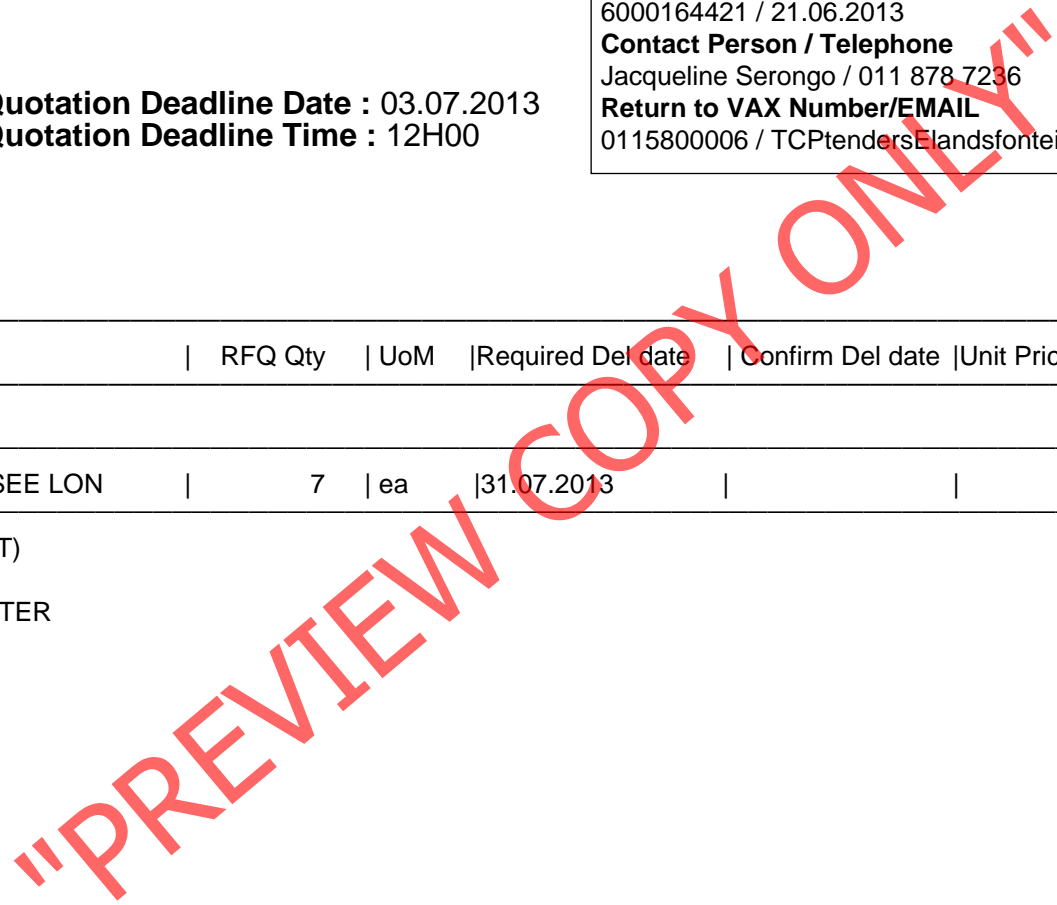 6000164421 / 21.06.2013
Contact Person / Telephone
Jacqueline Serongo / 011 878 7236
Return to VAX Number/EMAIL
0115800006 / TCPtendersElandsfontei
Quotation Deadline Date : 03.07.2013
Quotation Deadline Time : 12H00
| RFQ Qty | UoM |Required Del date | Confirm Del date |Unit Pric
SEE LON | 7 | ea |31.07.2013 | |
T)
TER
"PREVIEW COPY ONLY"